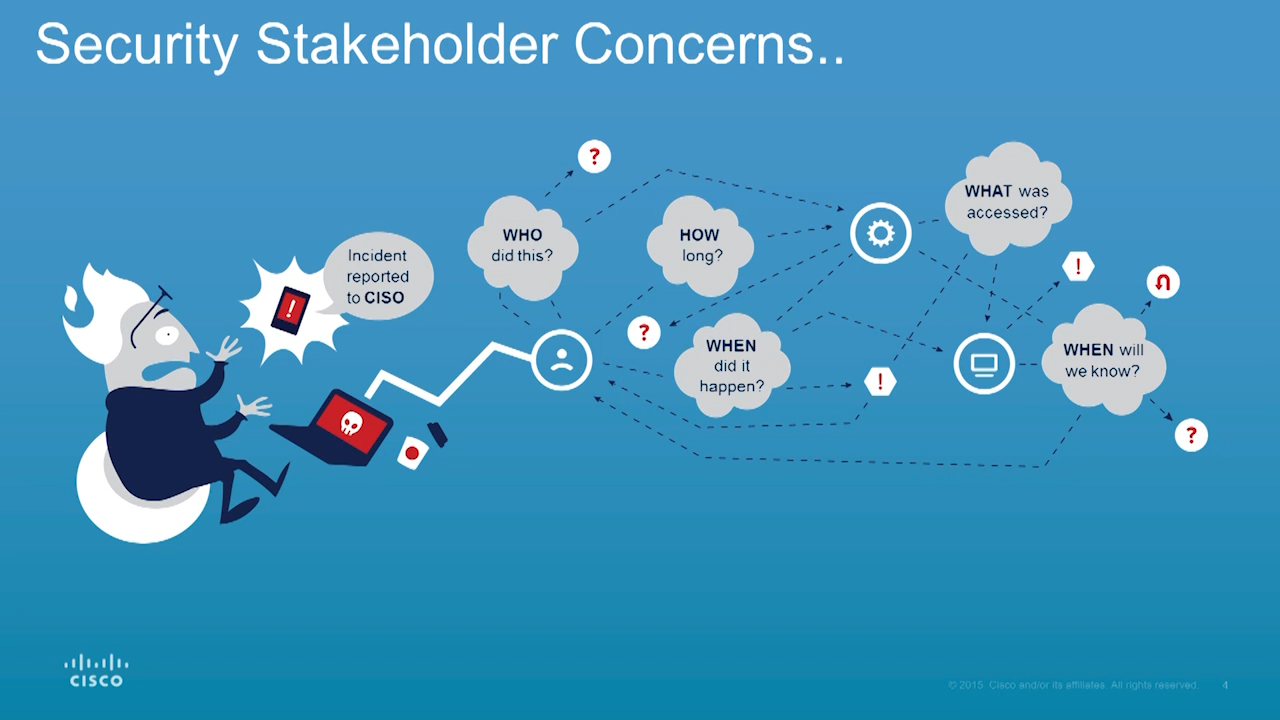 Security Stakeholder Concerns..
?
WHO
did this?
HOW
long?
WHAT was
accessed?
Incident
reported
to CISO
!
!
?
WHEN
did it
happen?
!
WHEN will
we know?
?
CISCO
© 2015 Cisco and/or its affiliates. All rights reserved. 4